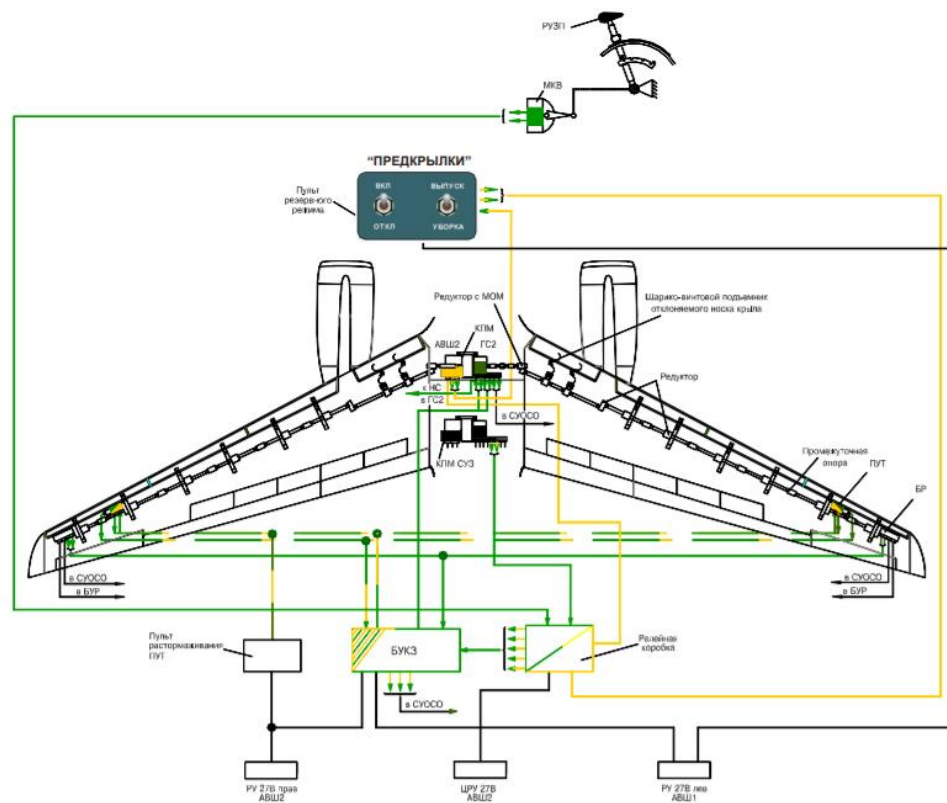 РУЗП
МКВ
“ПРЕДКРЫЛКИ”
Пульт
резервного
режима
ВКЛ
ВЫПУСК
ОТКЛ
УБОРКА
Редуктор с МОМ
Шарико-винтовой подъемник
отклоняемого носка крыла
КПМ
АВШ2
ГС2
Редуктор
к НС
в ГС2
в СУОСО
КПМ СУЗ
Промежуточная
опора
ПУТ
БР
в СУОСО
в БУР
в СУОСО
в БУР
Пульт
растормаживания
ПУТ
БУКЗ
Релейная
коробка
в СУОСО
РУ 27В прав
АВШ2
ЦРУ 27В
АВШ2
РУ 27В лев
АВШ1